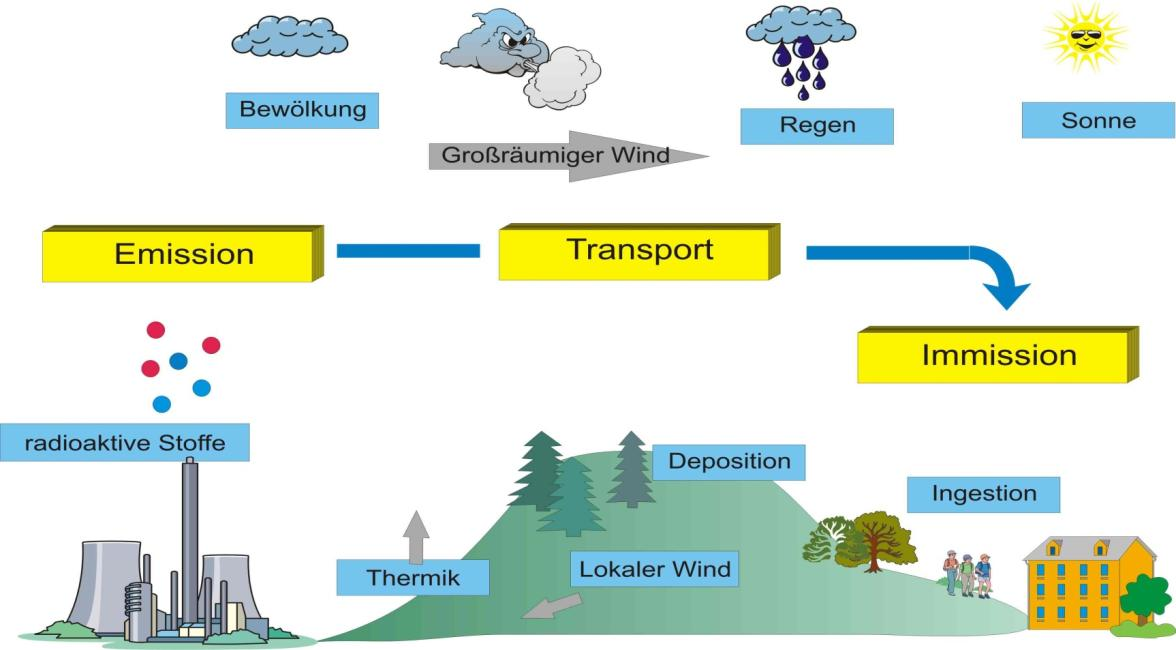 Bewölkung
Großräumiger Wind
Regen
Sonne
Emission
Transport
Immission
radioaktive Stoffe
Deposition
Ingestion
Thermik
Lokaler Wind